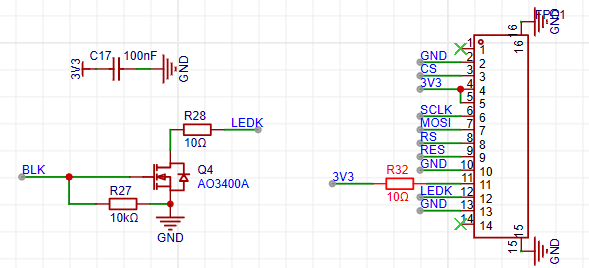 C17 100nF
3V3
GND
R28
LEDK
10Ω
BLK
Q4
AO3400A
R27
10kΩ
GND
FPD1
16
16
GND
1
1
GND
2
2
CS
3
3
3V3
4
4
5
5
SCLK
6
6
MOSI
7
7
RS
8
8
RES
9
9
GND
10
10
3V3
R32
10Ω
11
11
LEDK
12
12
GND
13
13
14
14
15
15
GND